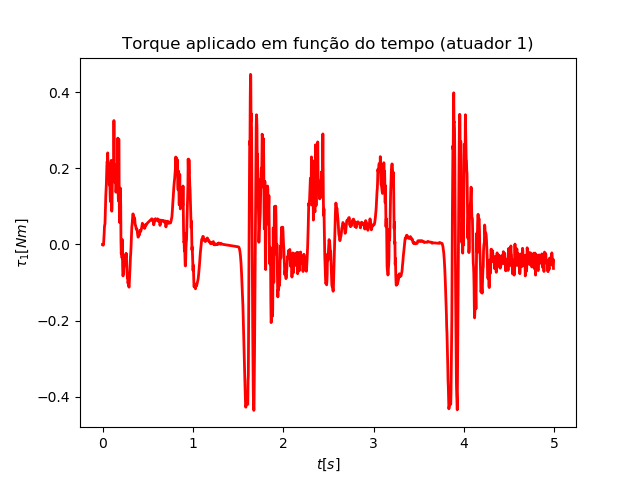 Torque aplicado em função do tempo (atuador 1)
0.4
0.2
0.0
−0.2
−0.4
τ₁[Nm]
0 1 2 3 4 5
t[s]